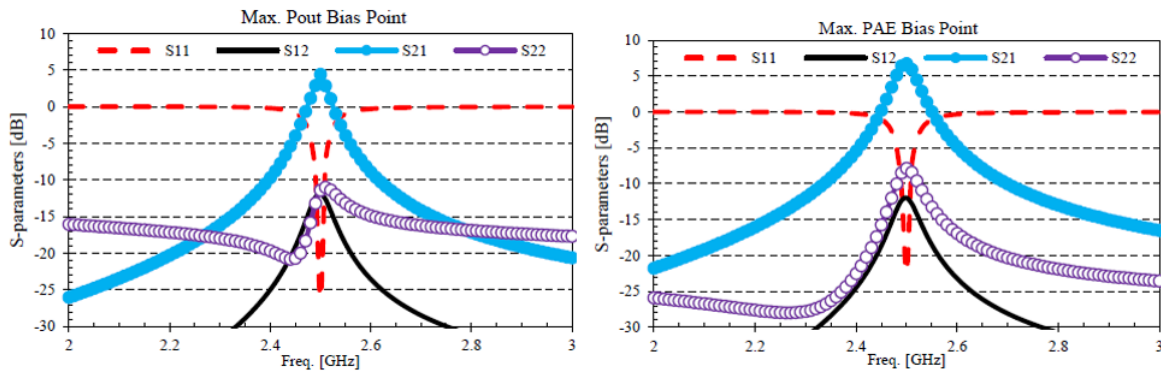 Max. Pout Bias Point
S11 S12 S21 S22
S-parameters [dB]
10
5
0
-5
-10
-15
-20
-25
-30
2 2.2 2.4 2.6 2.8 3
Freq. [GHz]
Max. PAE Bias Point
S11 S12 S21 S22
S-parameters [dB]
10
5
0
-5
-10
-15
-20
-25
-30
2 2.2 2.4 2.6 2.8 3
Freq. [GHz]